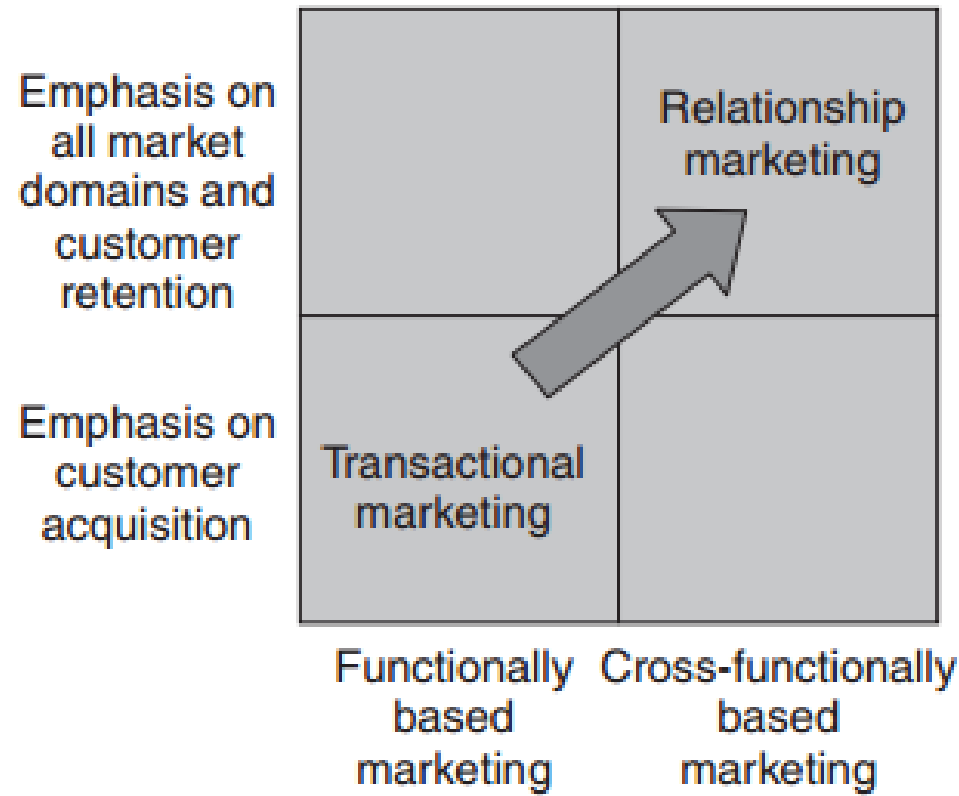 Emphasis on
all market
domains and
customer
retention
Relationship
marketing
Emphasis on
customer
acquisition
Transactional
marketing
Functionally
based
marketing
Cross-functionally
based
marketing